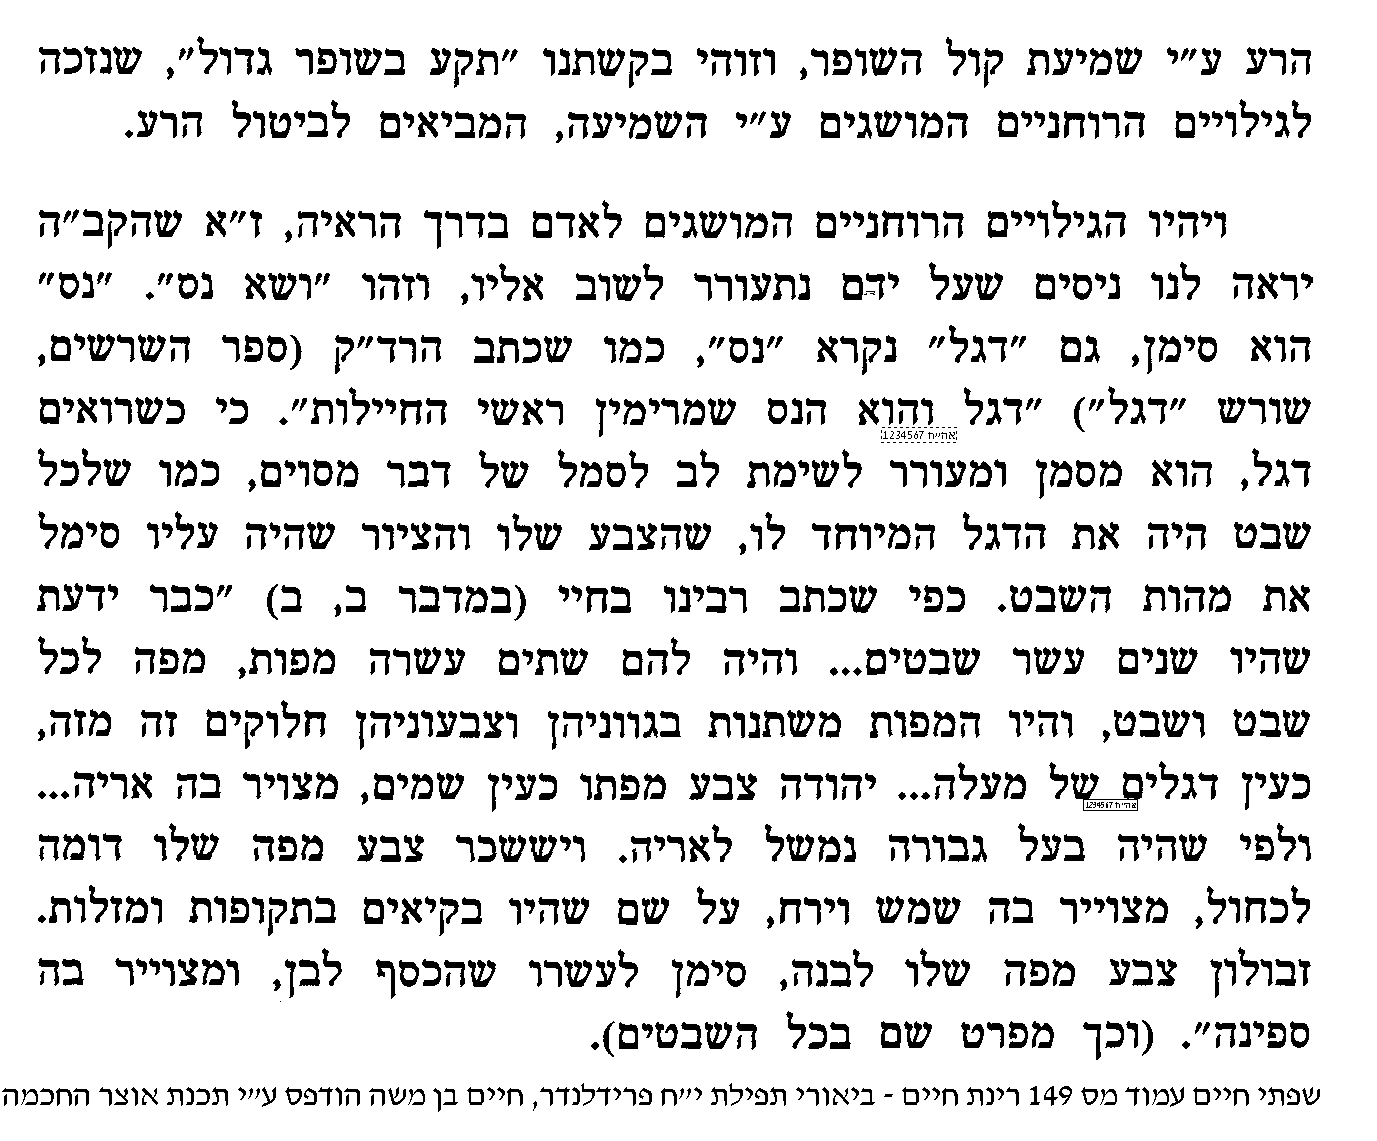 הרע ע״י שמיעת קול השופר, וזוהי בקשתנו ״תקע בשופר גדול״, שנזכה
לגילויים הרוחניים המושגים ע״י השמיעה, המביאים לביטול הרע.
ויהיו הגילויים הרוחניים המושגים לאדם בדרך הראיה, ז״א שהקב״ה
יראה לנו ניסים שעל ידם נתעורר לשוב אליו, וזהו ״ושא נס״. ״נס״
הוא סימן, גם ״דגל״ נקרא ״נס״, כמו שכתב הרד״ק (ספר השרשים,
שורש ״דגל״) ״דגל והוא הנס שמרימין ראשי החיילות״. כי כשרואים
אח״ח 1234567
דגל, הוא מסמן ומעורר לשימת לב לסמל של דבר מסוים, כמו שלכל
שבט היה את הדגל המיוחד לו, שהצבע שלו והציור שהיה עליו סימל
את מהות השבט. כפי שכתב רבינו בחיי (במדבר ב, ב) ״כבר ידעת
שהיו שנים עשר שבטים... והיה להם שתים עשרה מפות, מפה לכל
שבט ושבט, והיו המפות משתנות בגווניהן וצבעוניהן חלוקים זה מזה,
כעין דגלים של מעלה... יהודה צבע מפתו כעין שמים, מצויר בה אריה...
אח״ח 1234567
ולפי שהיה בעל גבורה נמשל לאריה. ויששכר צבע מפה שלו דומה
לכחול, מצוייר בה שמש וירח, על שם שהיו בקיאים בתקופות ומזלות.
זבולון צבע מפה שלו לבנה, סימן לעשרו שהכסף לבן, ומצוייר בה
ספינה״. (וכך מפרט שם בכל השבטים).
שפתי חיים עמוד מס 149 רינת חיים - ביאורי תפילת י״ח פרידלנדר, חיים בן משה הודפס ע״י תכנת אוצר החכמה